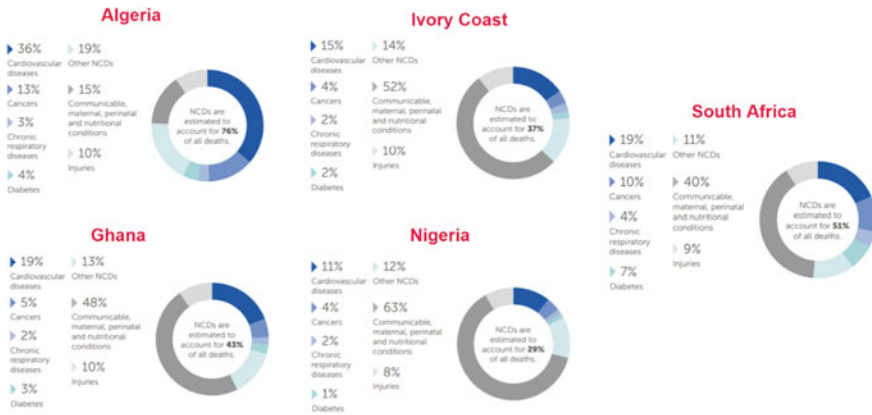 Algeria
36%
Cardiovascular
diseases
13%
Cancers
3%
Chronic
respiratory
diseases
4%
Diabetes
19%
Other NCDs
15%
Communicable,
maternal, perinatal
and nutritional
conditions
10%
Injuries
NCDs are
estimated to
account for 76%
of all deaths.
Ivory Coast
15%
Cardiovascular
diseases
4%
Cancers
2%
Chronic
respiratory
diseases
2%
Diabetes
14%
Other NCDs
52%
Communicable,
maternal, perinatal
and nutritional
conditions
10%
Injuries
NCDs are
estimated to
account for 37%
of all deaths.
South Africa
19%
Cardiovascular
diseases
10%
Cancers
4%
Chronic
respiratory
diseases
7%
Diabetes
11%
Other NCDs
40%
Communicable,
maternal, perinatal
and nutritional
conditions
9%
Injuries
NCDs are
estimated to
account for 51%
of all deaths.
Ghana
19%
Cardiovascular
diseases
5%
Cancers
2%
Chronic
respiratory
diseases
3%
Diabetes
13%
Other NCDs
48%
Communicable,
maternal, perinatal
and nutritional
conditions
10%
Injuries
NCDs are
estimated to
account for 43%
of all deaths.
Nigeria
11%
Cardiovascular
diseases
4%
Cancers
2%
Chronic
respiratory
diseases
1%
Diabetes
12%
Other NCDs
63%
Communicable,
maternal, perinatal
and nutritional
conditions
8%
Injuries
NCDs are
estimated to
account for 29%
of all deaths.